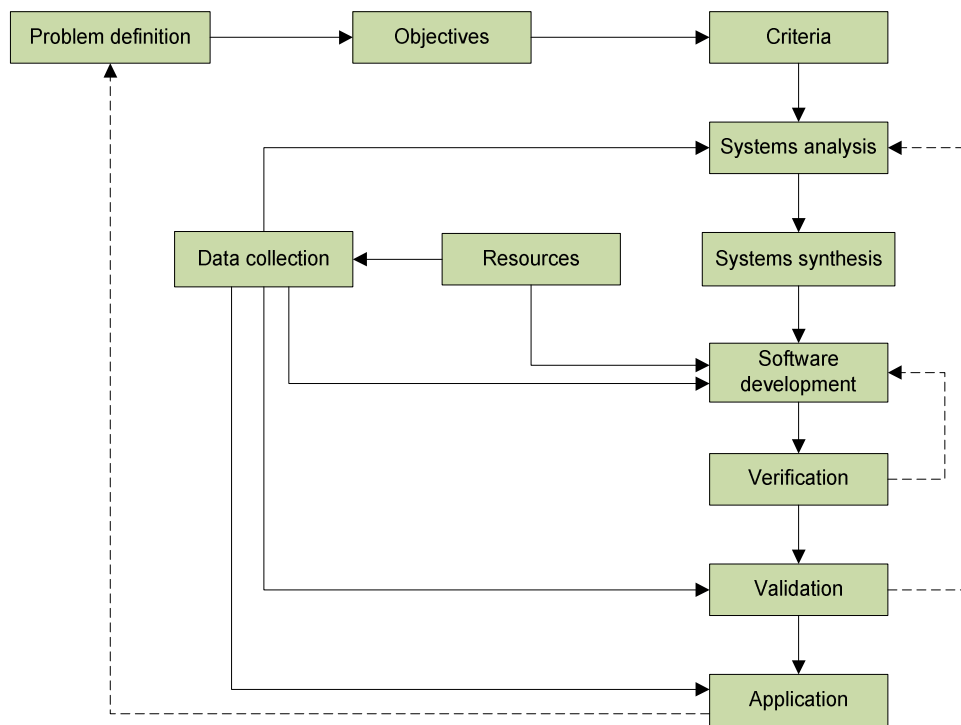 Problem definition
Objectives
Criteria
Systems analysis
Data collection
Resources
Systems synthesis
Software
development
Verification
Validation
Application